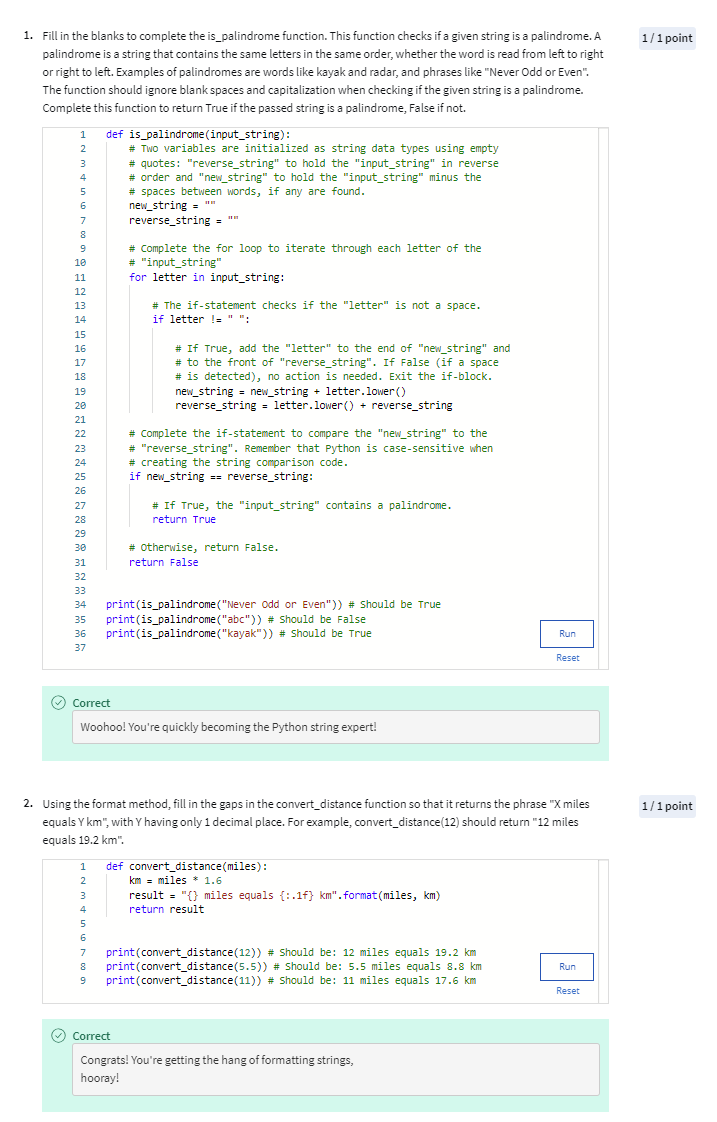 1. Fill in the blanks to complete the is_palindrome function. This function checks if a given string is a palindrome. A
1 / 1 point
palindrome is a string that contains the same letters in the same order, whether the word is read from left to right
or right to left. Examples of palindromes are words like kayak and radar, and phrases like "Never Odd or Even".
The function should ignore blank spaces and capitalization when checking if the given string is a palindrome.
Complete this function to return True if the passed string is a palindrome, False if not.
1 def is_palindrome(input_string):
2     # Two variables are initialized as string data types using empty
3     # quotes: "reverse_string" to hold the "input_string" in reverse
4     # order and "new_string" to hold the "input_string" minus the
5     # spaces between words, if any are found.
6     new_string = ""
7     reverse_string = ""
8
9     # Complete the for loop to iterate through each letter of the
10     # "input_string"
11     for letter in input_string:
12
13         # The if-statement checks if the "letter" is not a space.
14         if letter != " ":
15
16             # If True, add the "letter" to the end of "new_string" and
17             # to the front of "reverse_string". If False (if a space
18             # is detected), no action is needed. Exit the if-block.
19             new_string = new_string + letter.lower()
20             reverse_string = letter.lower() + reverse_string
21
22     # Complete the if-statement to compare the "new_string" to the
23     # "reverse_string". Remember that Python is case-sensitive when
24     # creating the string comparison code.
25     if new_string == reverse_string:
26
27         # If True, the "input_string" contains a palindrome.
28         return True
29
30     # Otherwise, return False.
31     return False
32
33
34 print(is_palindrome("Never Odd or Even")) # Should be True
35 print(is_palindrome("abc")) # Should be False
36 print(is_palindrome("kayak")) # Should be True
37
Run
Reset
Correct
Woohoo! You're quickly becoming the Python string expert!
2. Using the format method, fill in the gaps in the convert_distance function so that it returns the phrase "X miles
1 / 1 point
equals Y km", with Y having only 1 decimal place. For example, convert_distance(12) should return "12 miles
equals 19.2 km".
1 def convert_distance(miles):
2     km = miles * 1.6
3     result = "{} miles equals {:.1f} km".format(miles, km)
4     return result
5
6
7 print(convert_distance(12)) # Should be: 12 miles equals 19.2 km
8 print(convert_distance(5.5)) # Should be: 5.5 miles equals 8.8 km
9 print(convert_distance(11)) # Should be: 11 miles equals 17.6 km
Run
Reset
Correct
Congrats! You're getting the hang of formatting strings,
hooray!